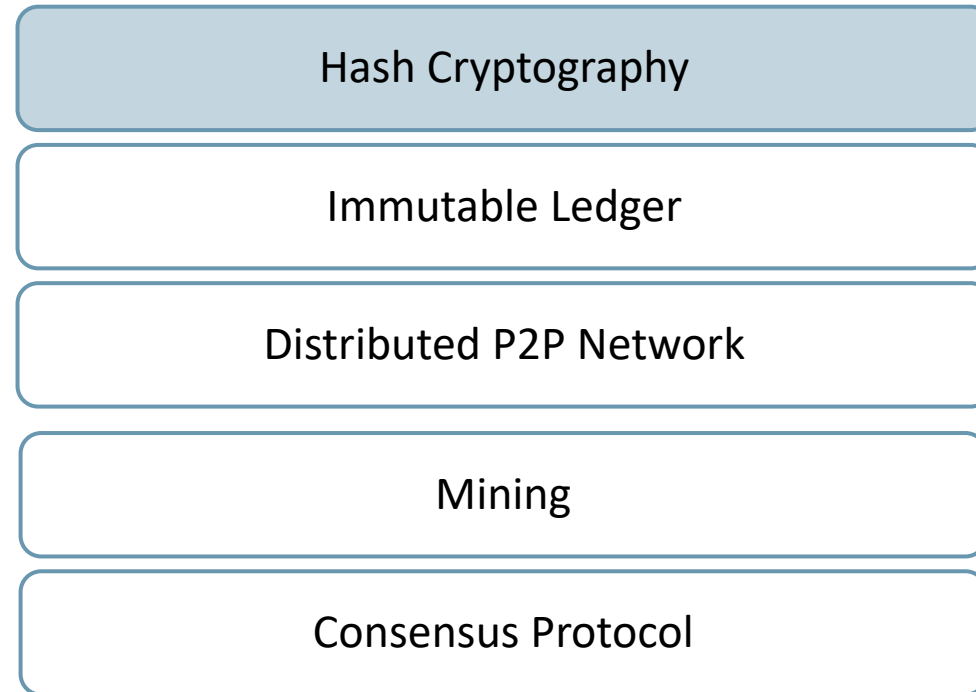 Hash Cryptography
Immutable Ledger
Distributed P2P Network
Mining
Consensus Protocol